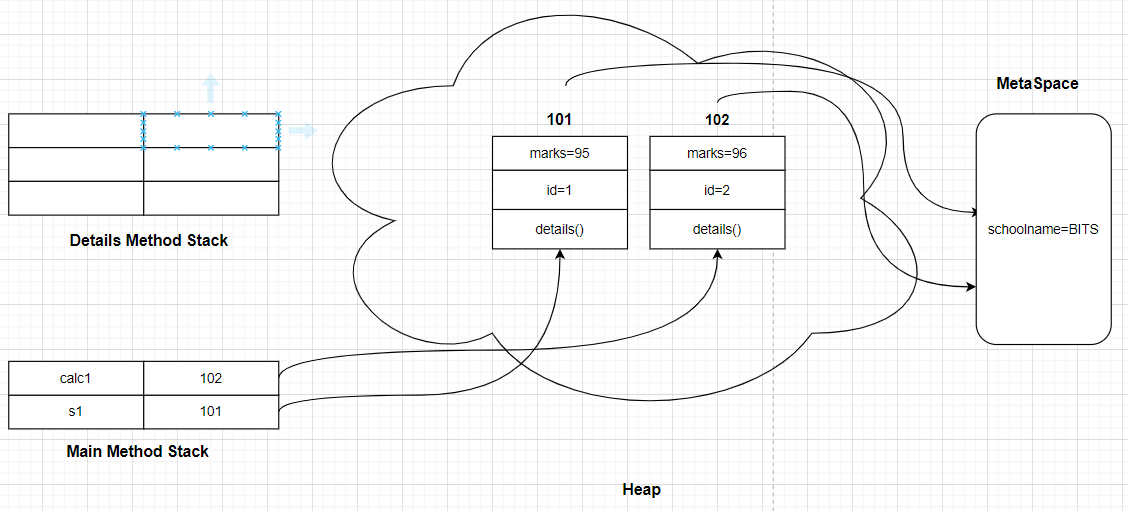 MetaSpace
101
102
marks=95
marks=96
id=1
id=2
details()
details()
schoolname=BITS
Details Method Stack
calc1
102
s1
101
Main Method Stack
Heap